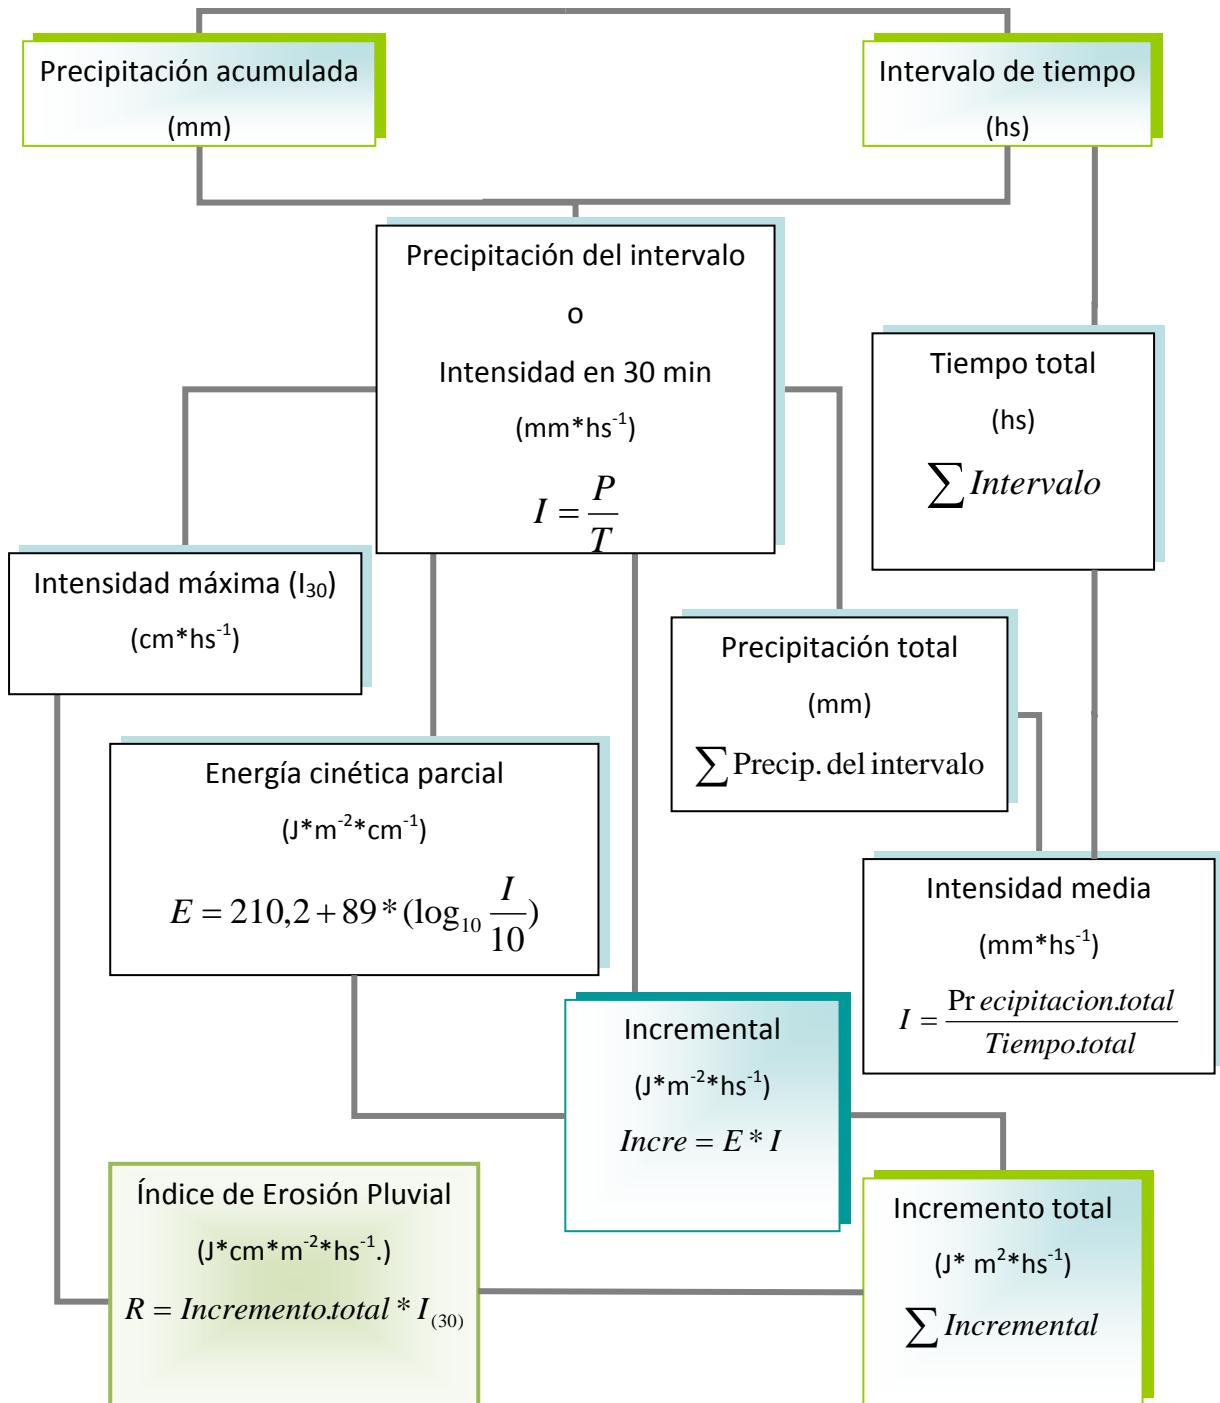 Precipitación acumulada
(mm)
Intervalo de tiempo
(hs)
Precipitación del intervalo
o
Intensidad en 30 min
(mm*hs⁻¹)
I = P/T
Tiempo total
(hs)
∑ Intervalo
Intensidad máxima (I₃₀)
(cm*hs⁻¹)
Precipitación total
(mm)
∑ Precip. del intervalo
Energía cinética parcial
(J*m⁻²*cm⁻¹)
E = 210,2 + 89 * (log₁₀ I/10)
Intensidad media
(mm*hs⁻¹)
I = Pr ecipitacion.total/Tiempo.total
Incremental
(J*m⁻²*hs⁻¹)
Incre = E * I
Índice de Erosión Pluvial
(J*cm*m⁻²*hs⁻¹.)
R = Incremento.total * I₍₃₀₎
Incremento total
(J* m²*hs⁻¹)
∑ Incremental